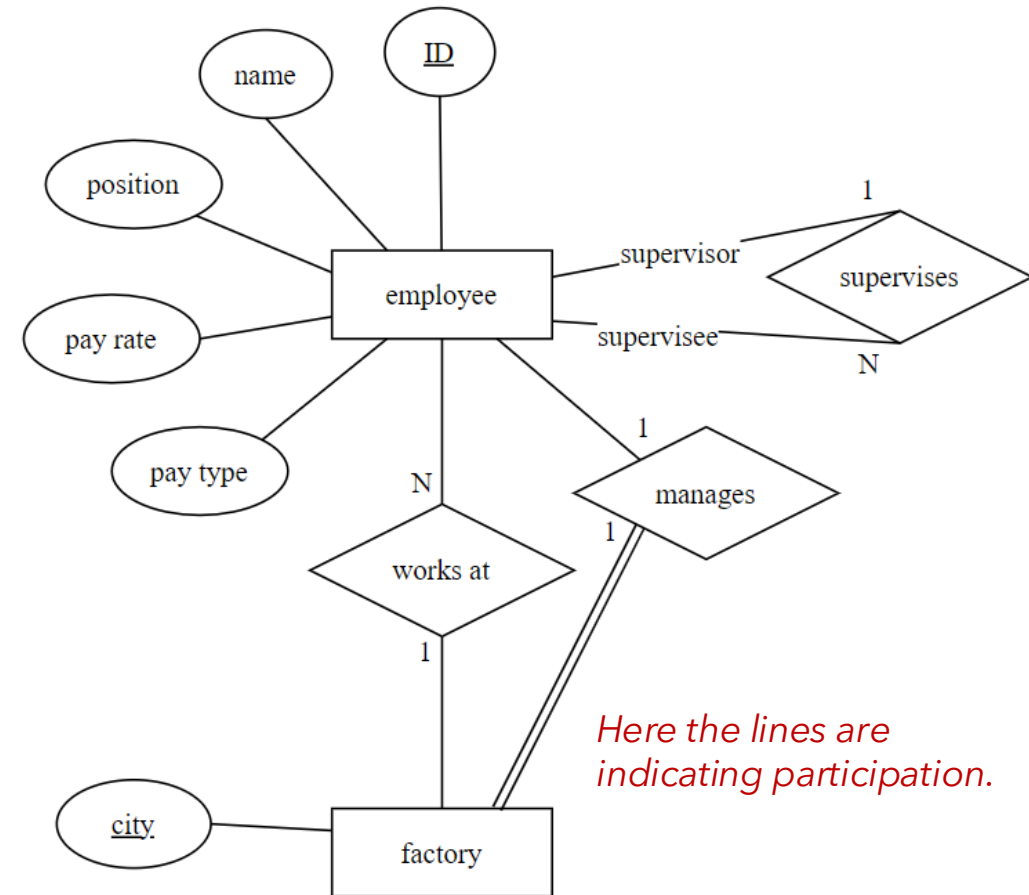 ID
name
position
1
supervisor
supervises
employee
supervisee
pay rate
N
1
pay type
N
manages
1
works at
1
Here the lines are
indicating participation.
city
factory